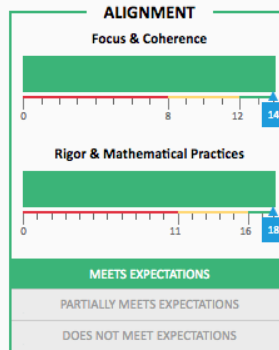 ALIGNMENT
Focus & Coherence
0 8 12 14
Rigor & Mathematical Practices
0 11 16 18
MEETS EXPECTATIONS
PARTIALLY MEETS EXPECTATIONS
DOES NOT MEET EXPECTATIONS